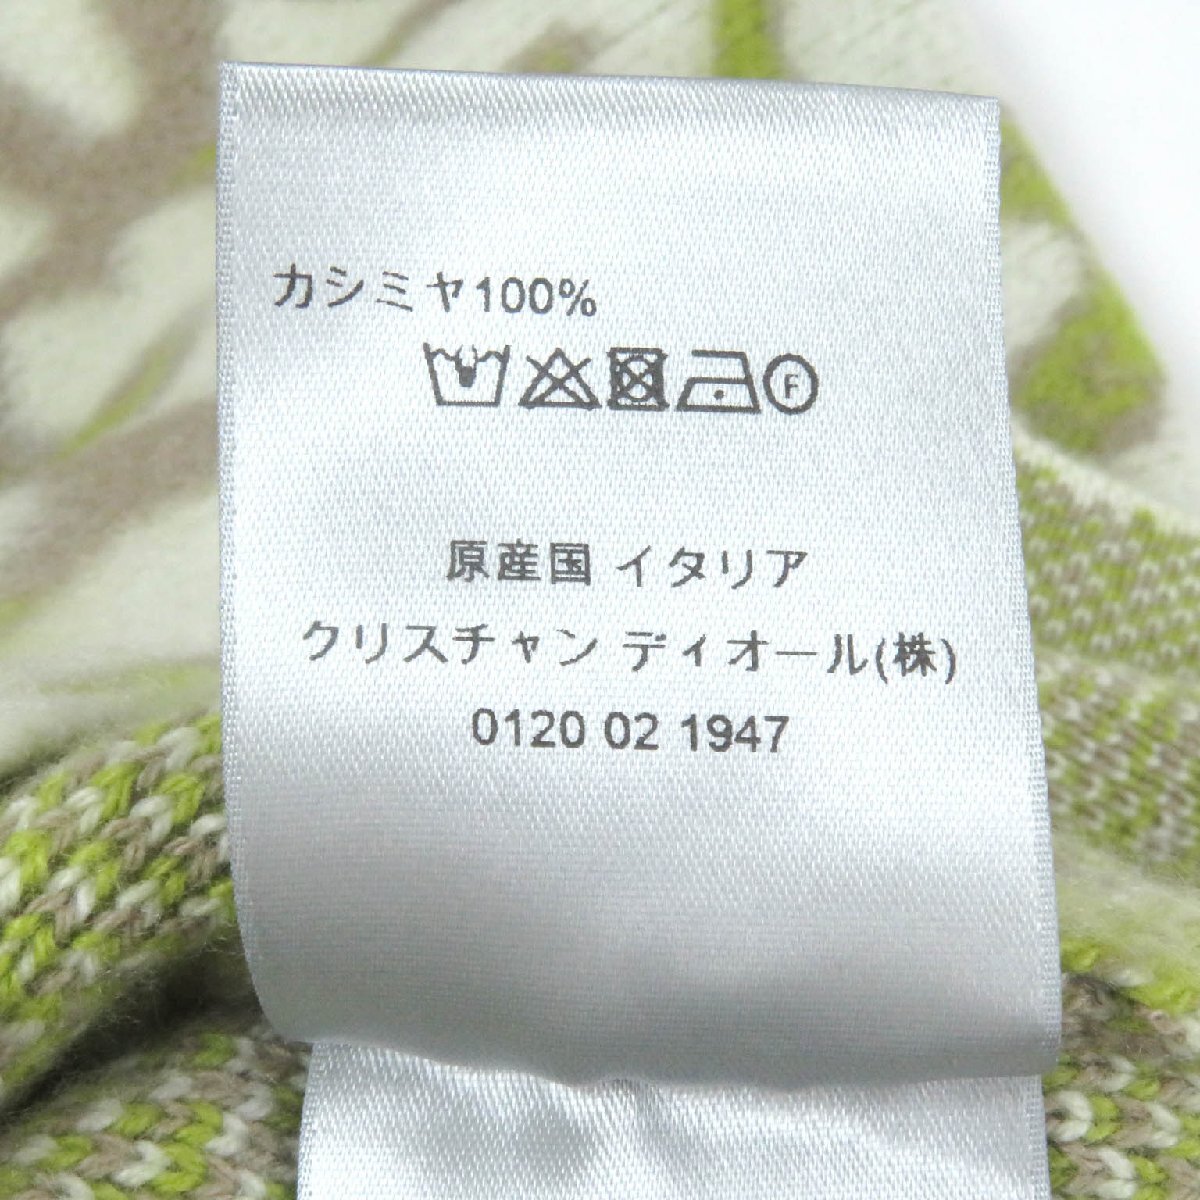 カシミヤ100%
F
原産国 イタリア
クリスチャン ディオール(株)
0120 02 1947